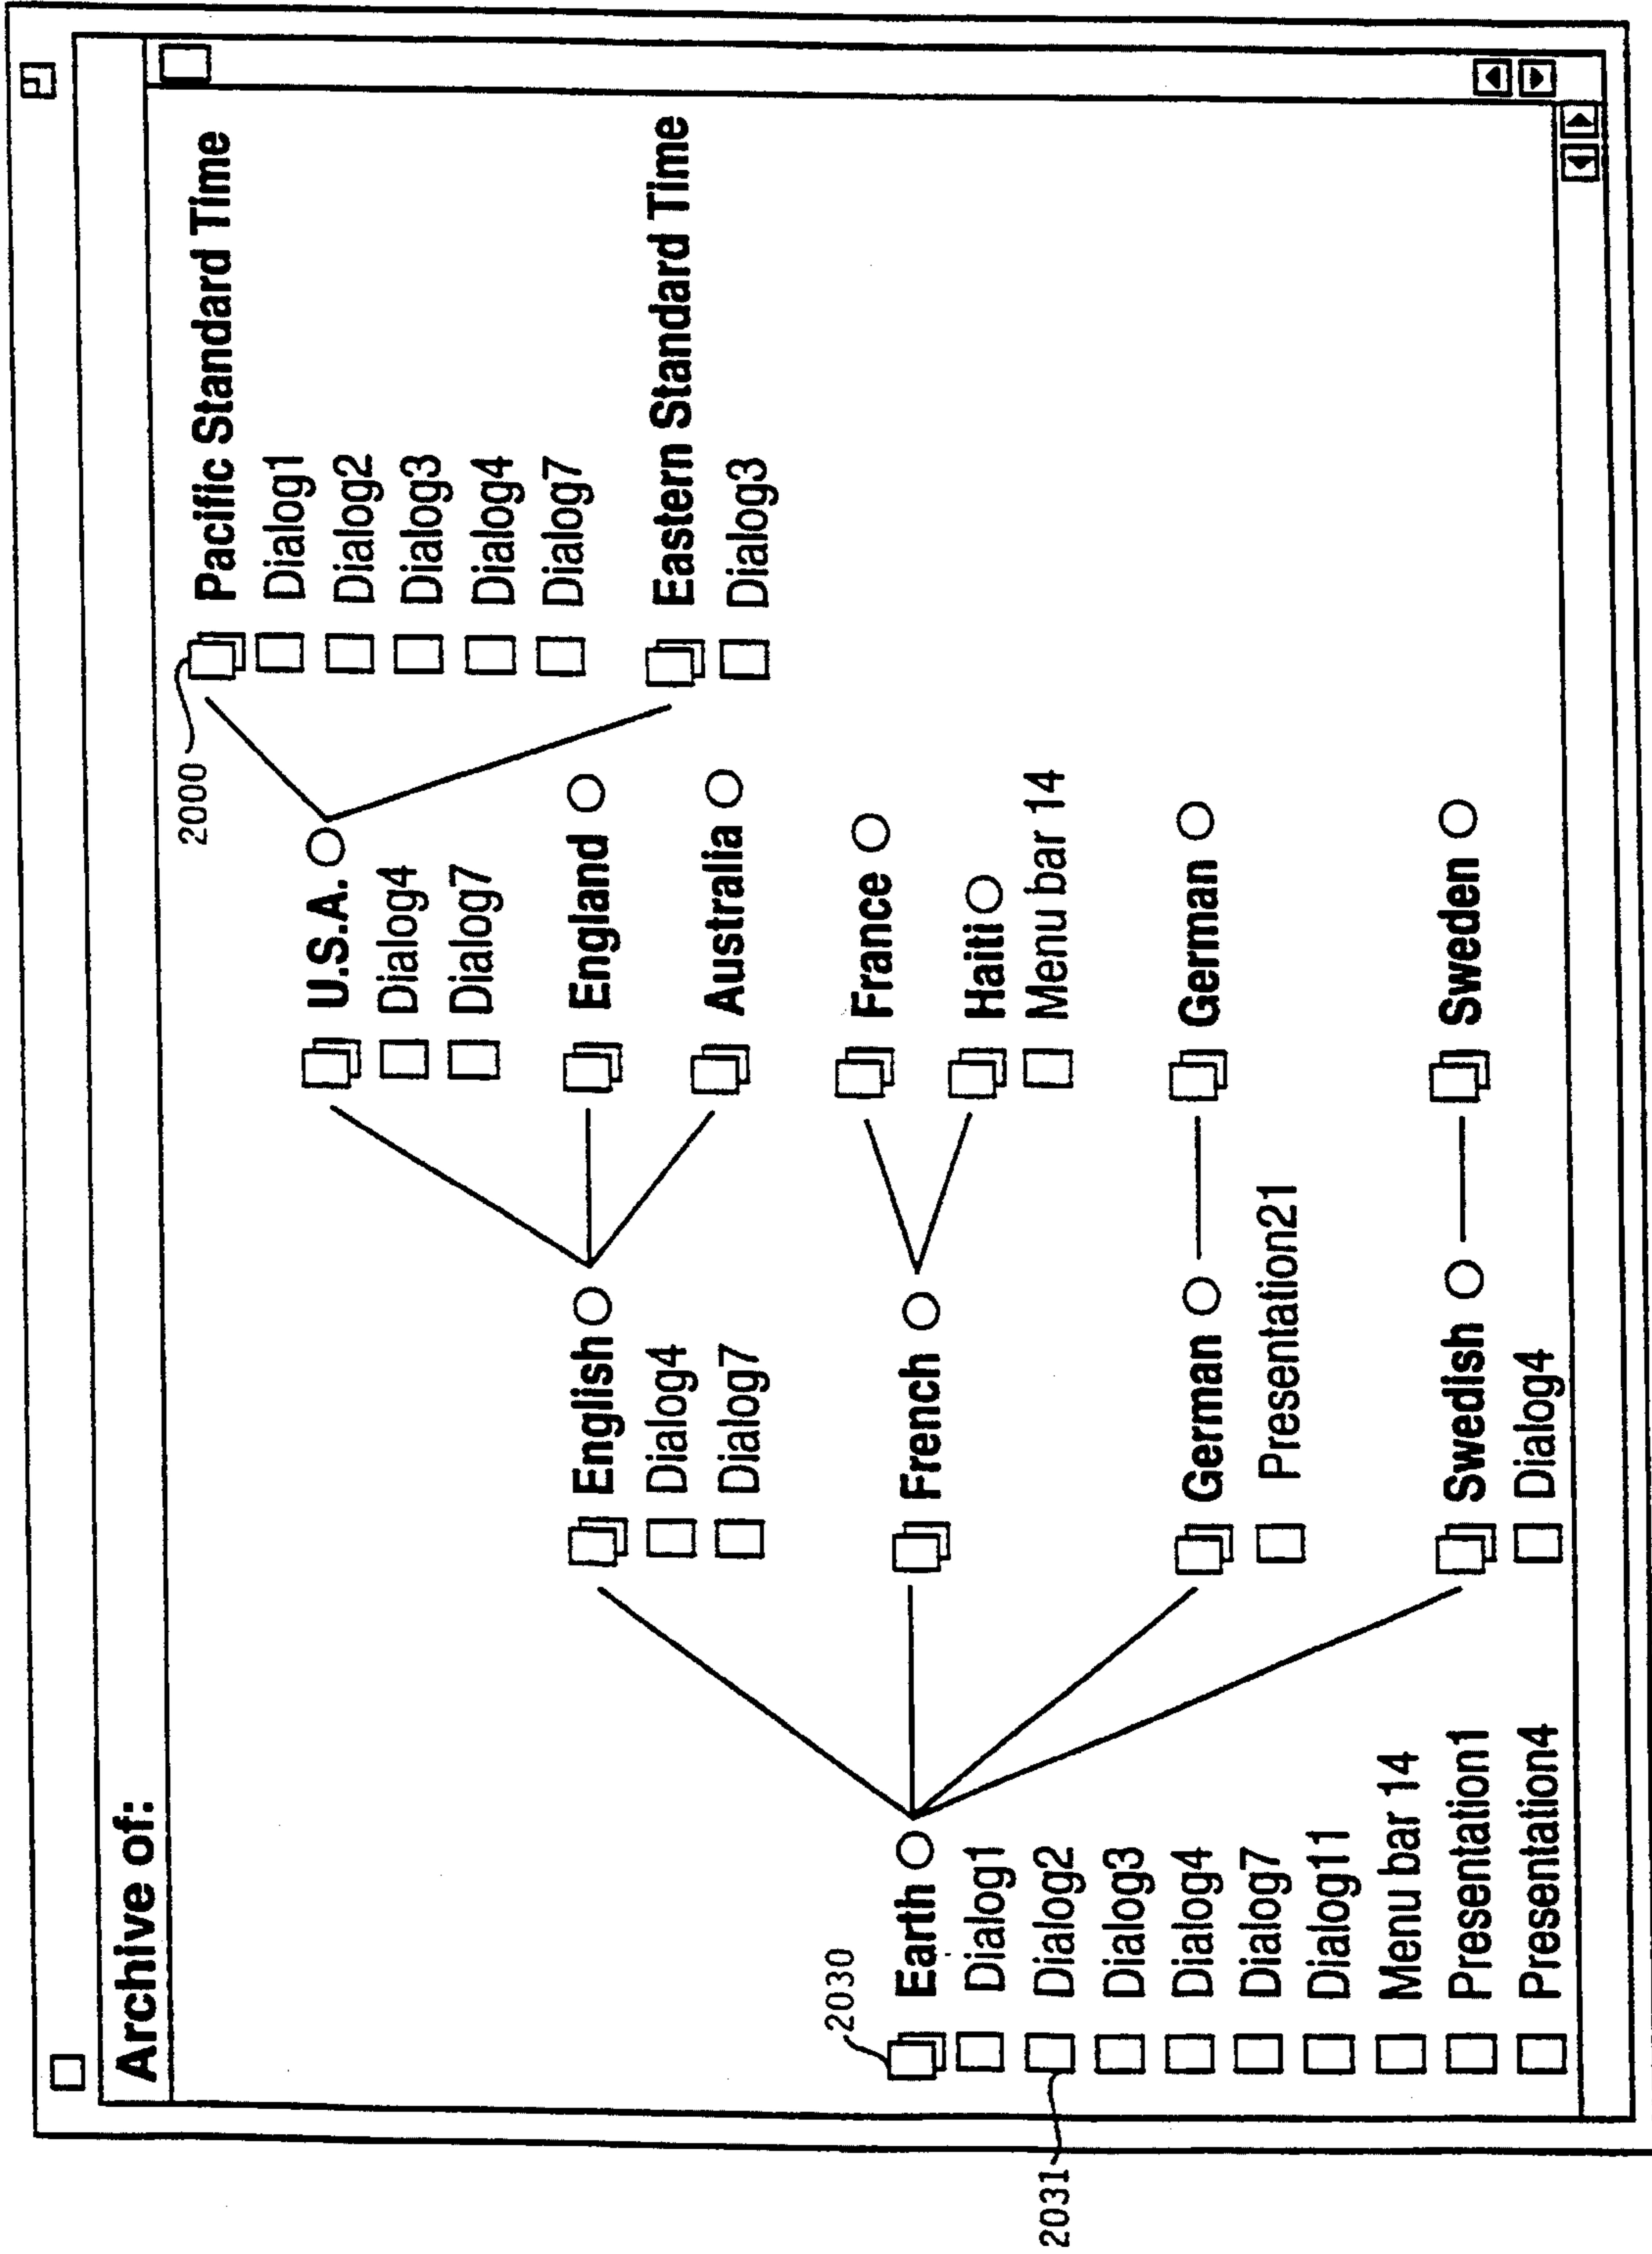 Archive of:
2000
Pacific Standard Time
Dialog1
Dialog2
Dialog3
Dialog4
Dialog7
Eastern Standard Time
Dialog3
U.S.A.
Dialog4
Dialog7
England
Australia
France
Haiti
Menu bar 14
German
Sweden
English
Dialog4
Dialog7
French
German
Presentation21
Swedish
Dialog4
2030
Earth
Dialog1
2031
Dialog2
Dialog3
Dialog4
Dialog7
Dialog11
Menu bar 14
Presentation1
Presentation4